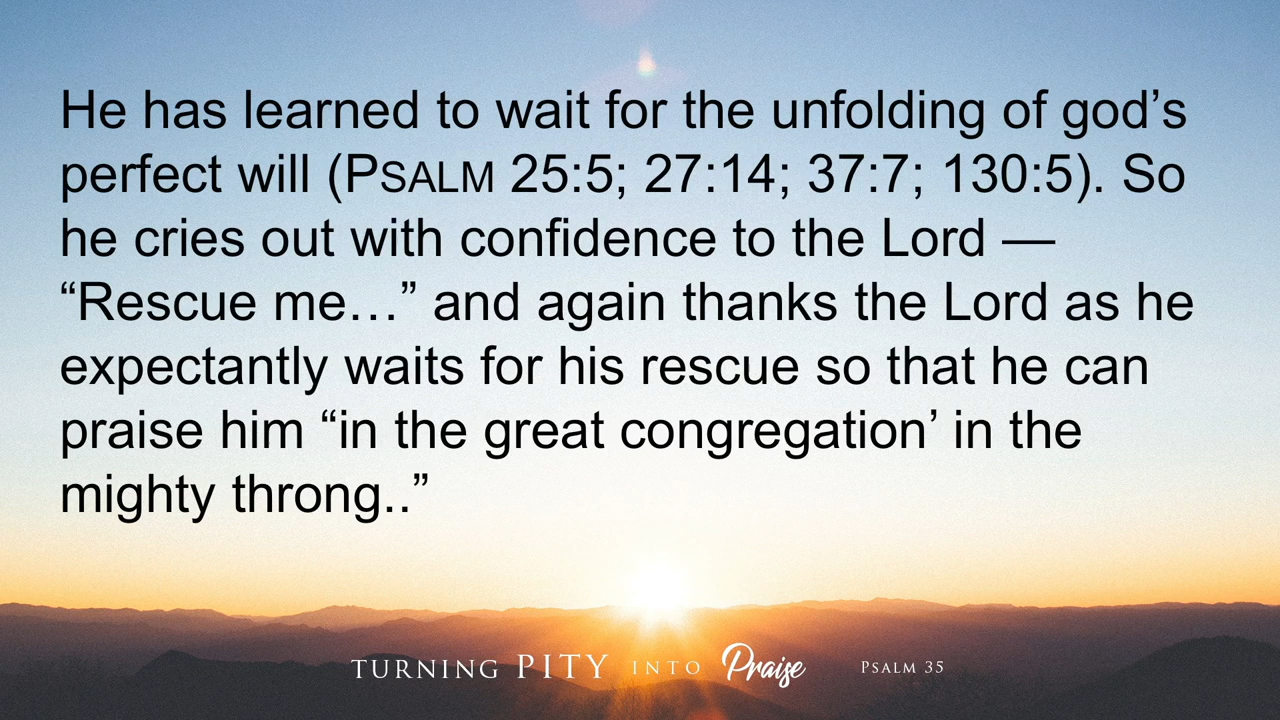 He has learned to wait for the unfolding of god’s
perfect will (PSALM 25:5; 27:14; 37:7; 130:5). So
he cries out with confidence to the Lord —
“Rescue me…” and again thanks the Lord as he
expectantly waits for his rescue so that he can
praise him “in the great congregation’ in the
mighty throng..”
TURNING PITY INTO Praise PSALM 35